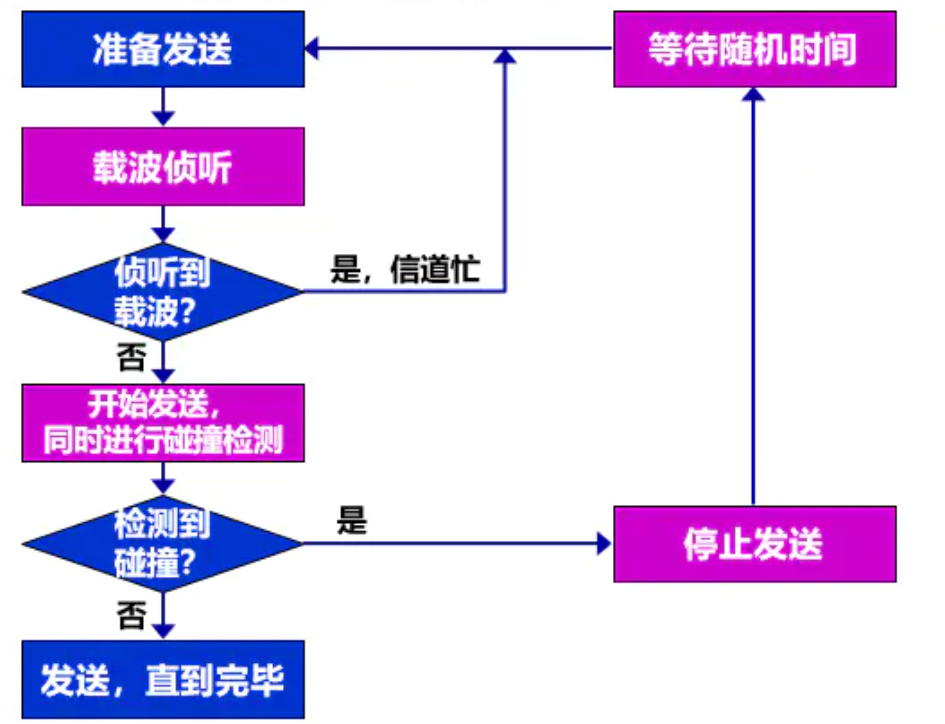 准备发送
等待随机时间
载波侦听
侦听到
载波?
是，信道忙
否
开始发送，
同时进行碰撞检测
检测到
碰撞?
是
停止发送
否
发送，直到完毕